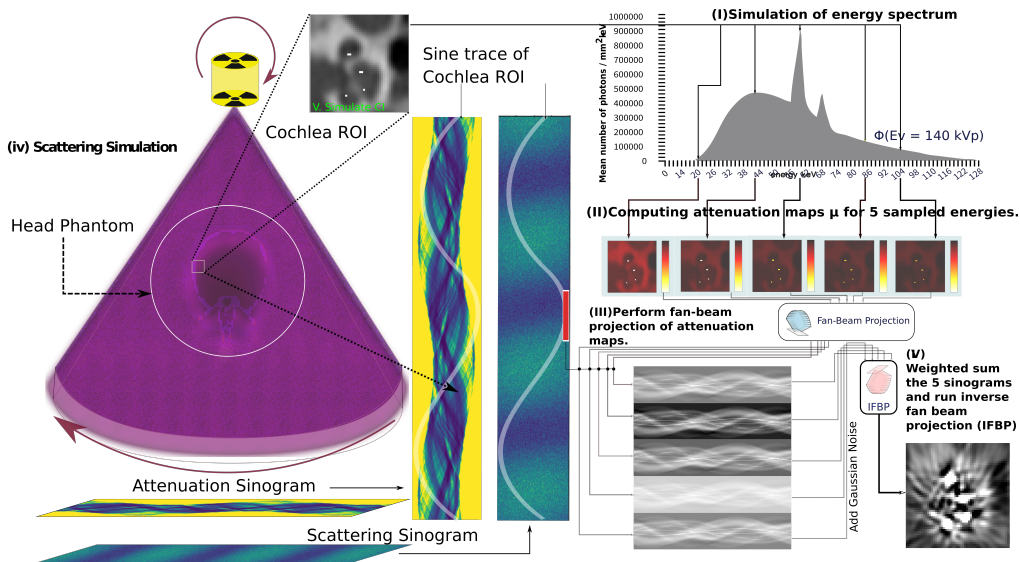 (I)Simulation of energy spectrum
Mean number of photons / mm² keV
1000000
900000
800000
700000
600000
500000
400000
300000
200000
100000
0
Φ(Ev = 140 kVp)
0 14 20 26 32 38 44 50 56 62 68 74 80 86 92 98 104 110 116 122 128
energy keV
Sine trace of
Cochlea ROI
Cochlea ROI
(iv) Scattering Simulation
Head Phantom
(II)Computing attenuation maps μ for 5 sampled energies.
(III)Perform fan-beam
projection of attenuation
maps.
Fan-Beam Projection
(V)
Weighted sum
the 5 sinograms
and run inverse
fan beam
projection (IFBP)
IFBP
Add Gaussian Noise
Attenuation Sinogram
Scattering Sinogram